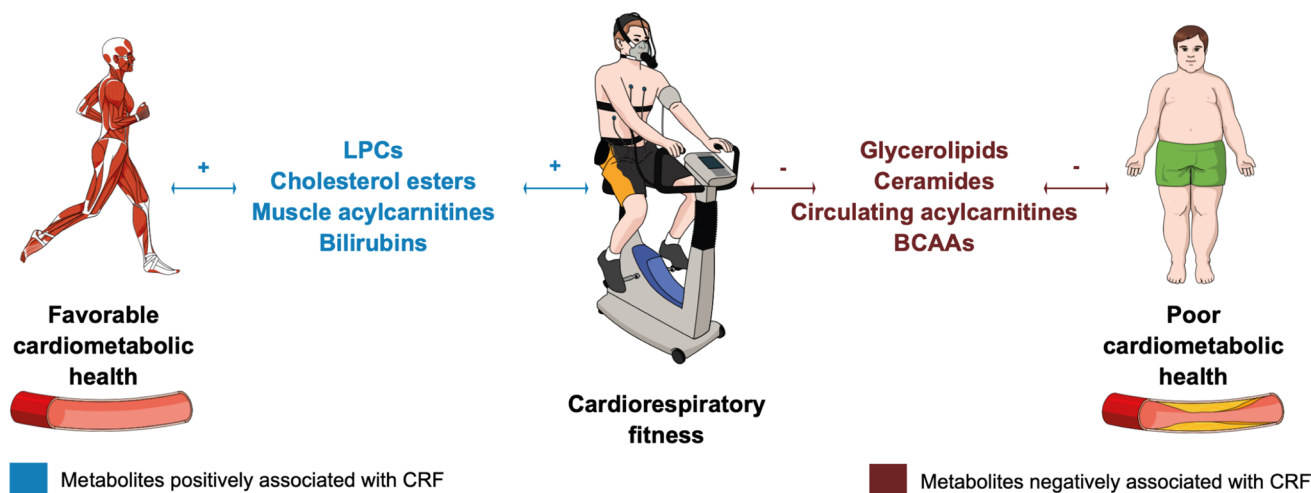 +
LPCs
Cholesterol esters
Muscle acylcarnitines
Bilirubins
+
-
Glycerolipids
Ceramides
Circulating acylcarnitines
BCAAs
-
Favorable
cardiometabolic
health
Cardiorespiratory
fitness
Poor
cardiometabolic
health
Metabolites positively associated with CRF
Metabolites negatively associated with CRF